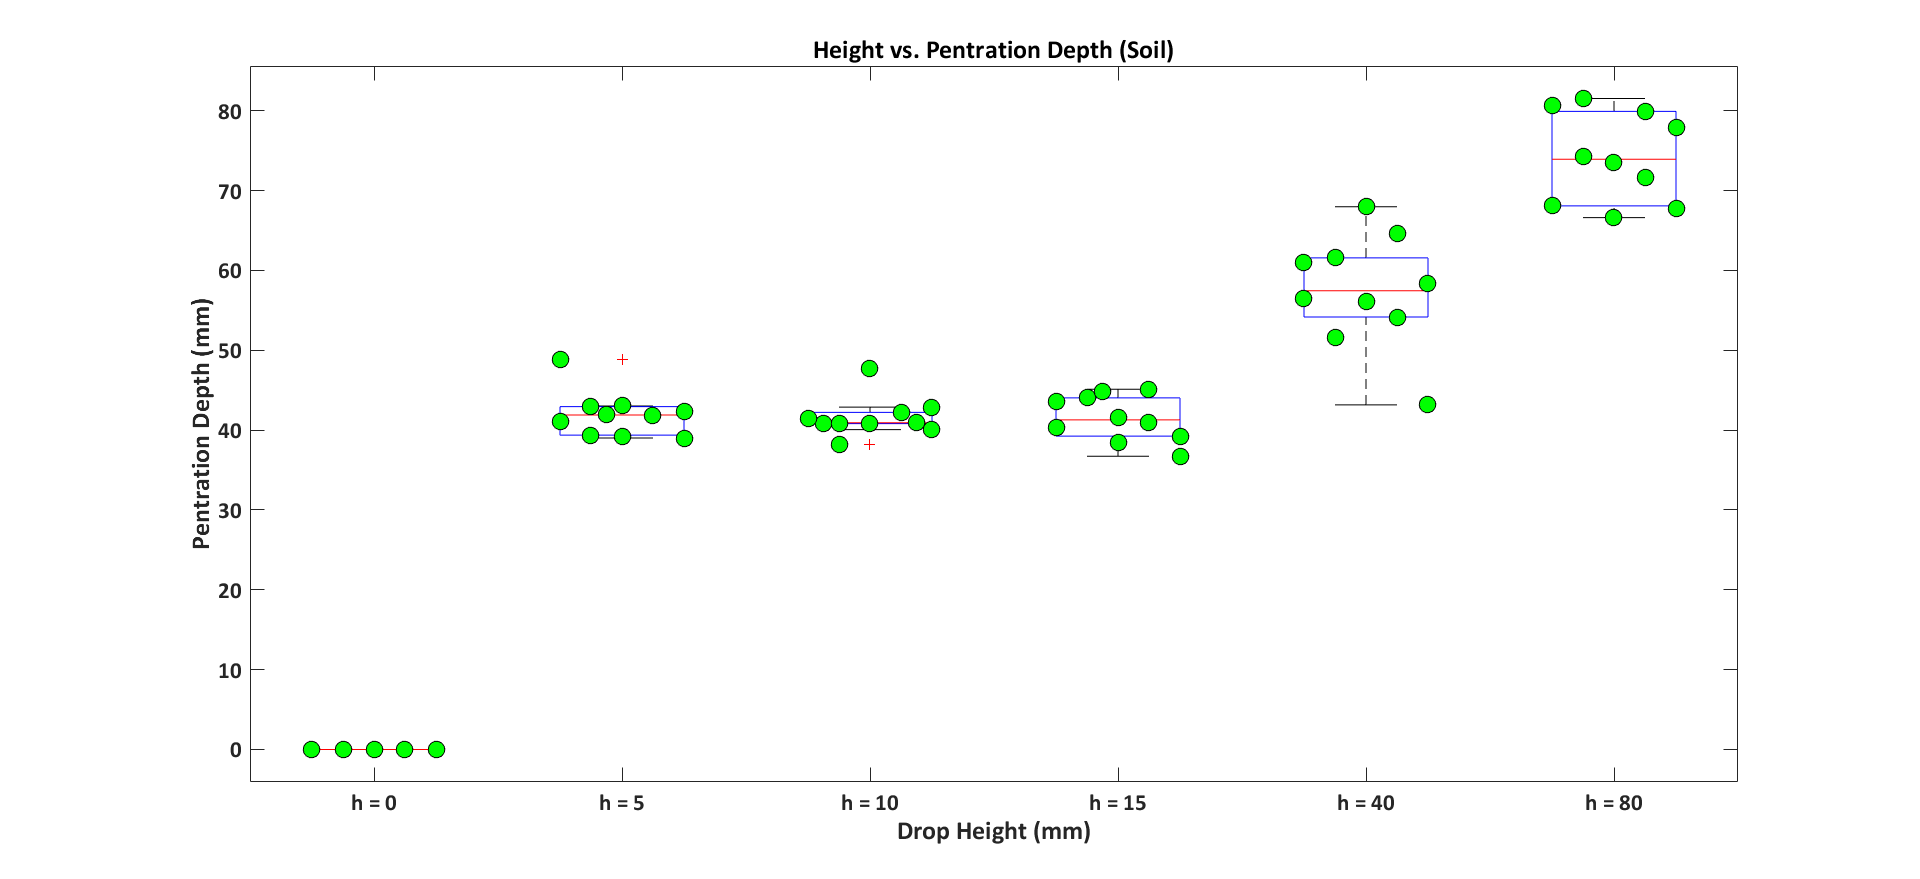 Height vs. Pentration Depth (Soil)
Pentration Depth (mm)
80
70
60
50
40
30
20
10
0
h = 0 h = 5 h = 10 h = 15 h = 40 h = 80
Drop Height (mm)